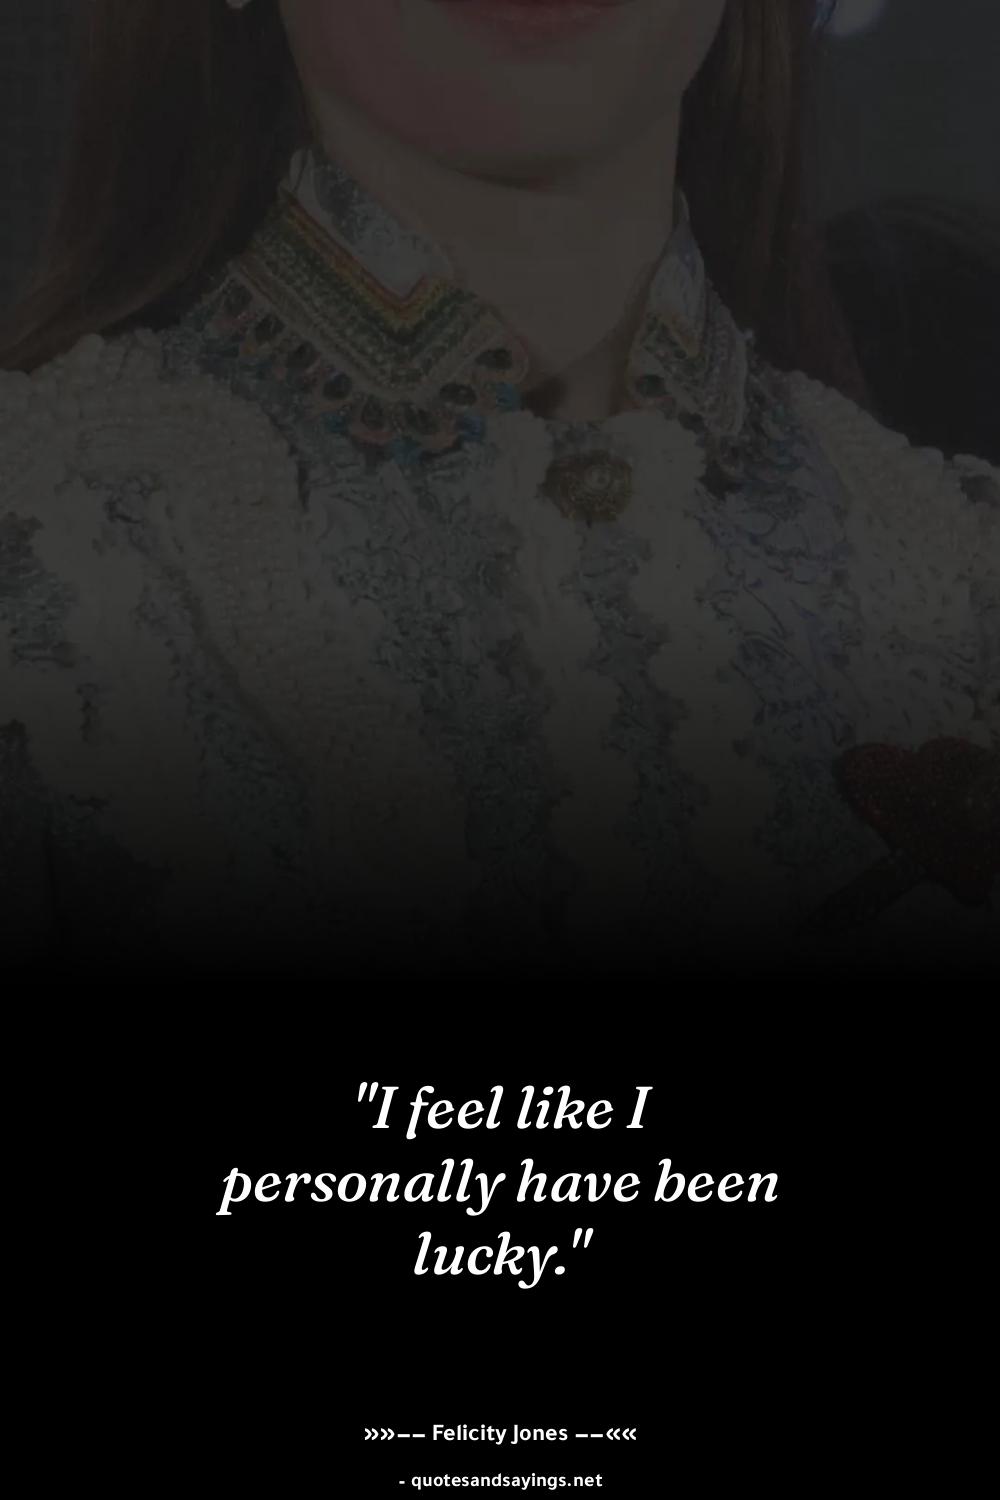 "I feel like I
personally have been
lucky."
»»–– Felicity Jones ––««
- quotesandsayings.net